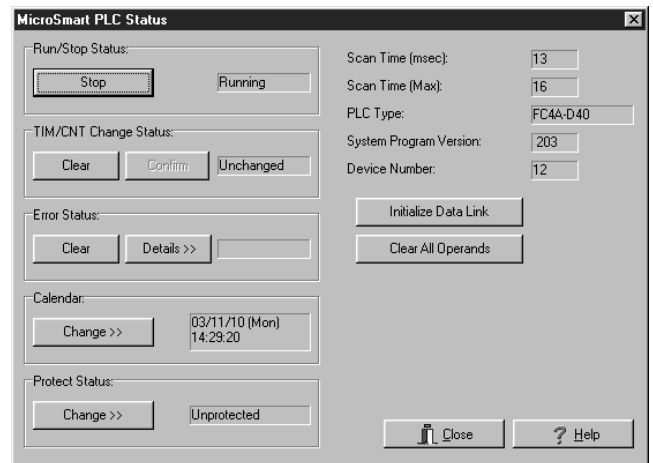 MicroSmart PLC Status
Run/Stop Status:
Stop
Running
TIM/CNT Change Status:
Clear
Confirm
Unchanged
Error Status:
Clear
Details >>
Calendar:
Change >>
03/11/10 (Mon)
14:29:20
Protect Status:
Change >>
Unprotected
Scan Time (msec):
13
Scan Time (Max):
16
PLC Type:
FC4A-D40
System Program Version:
203
Device Number:
12
Initialize Data Link
Clear All Operands
Close
Help